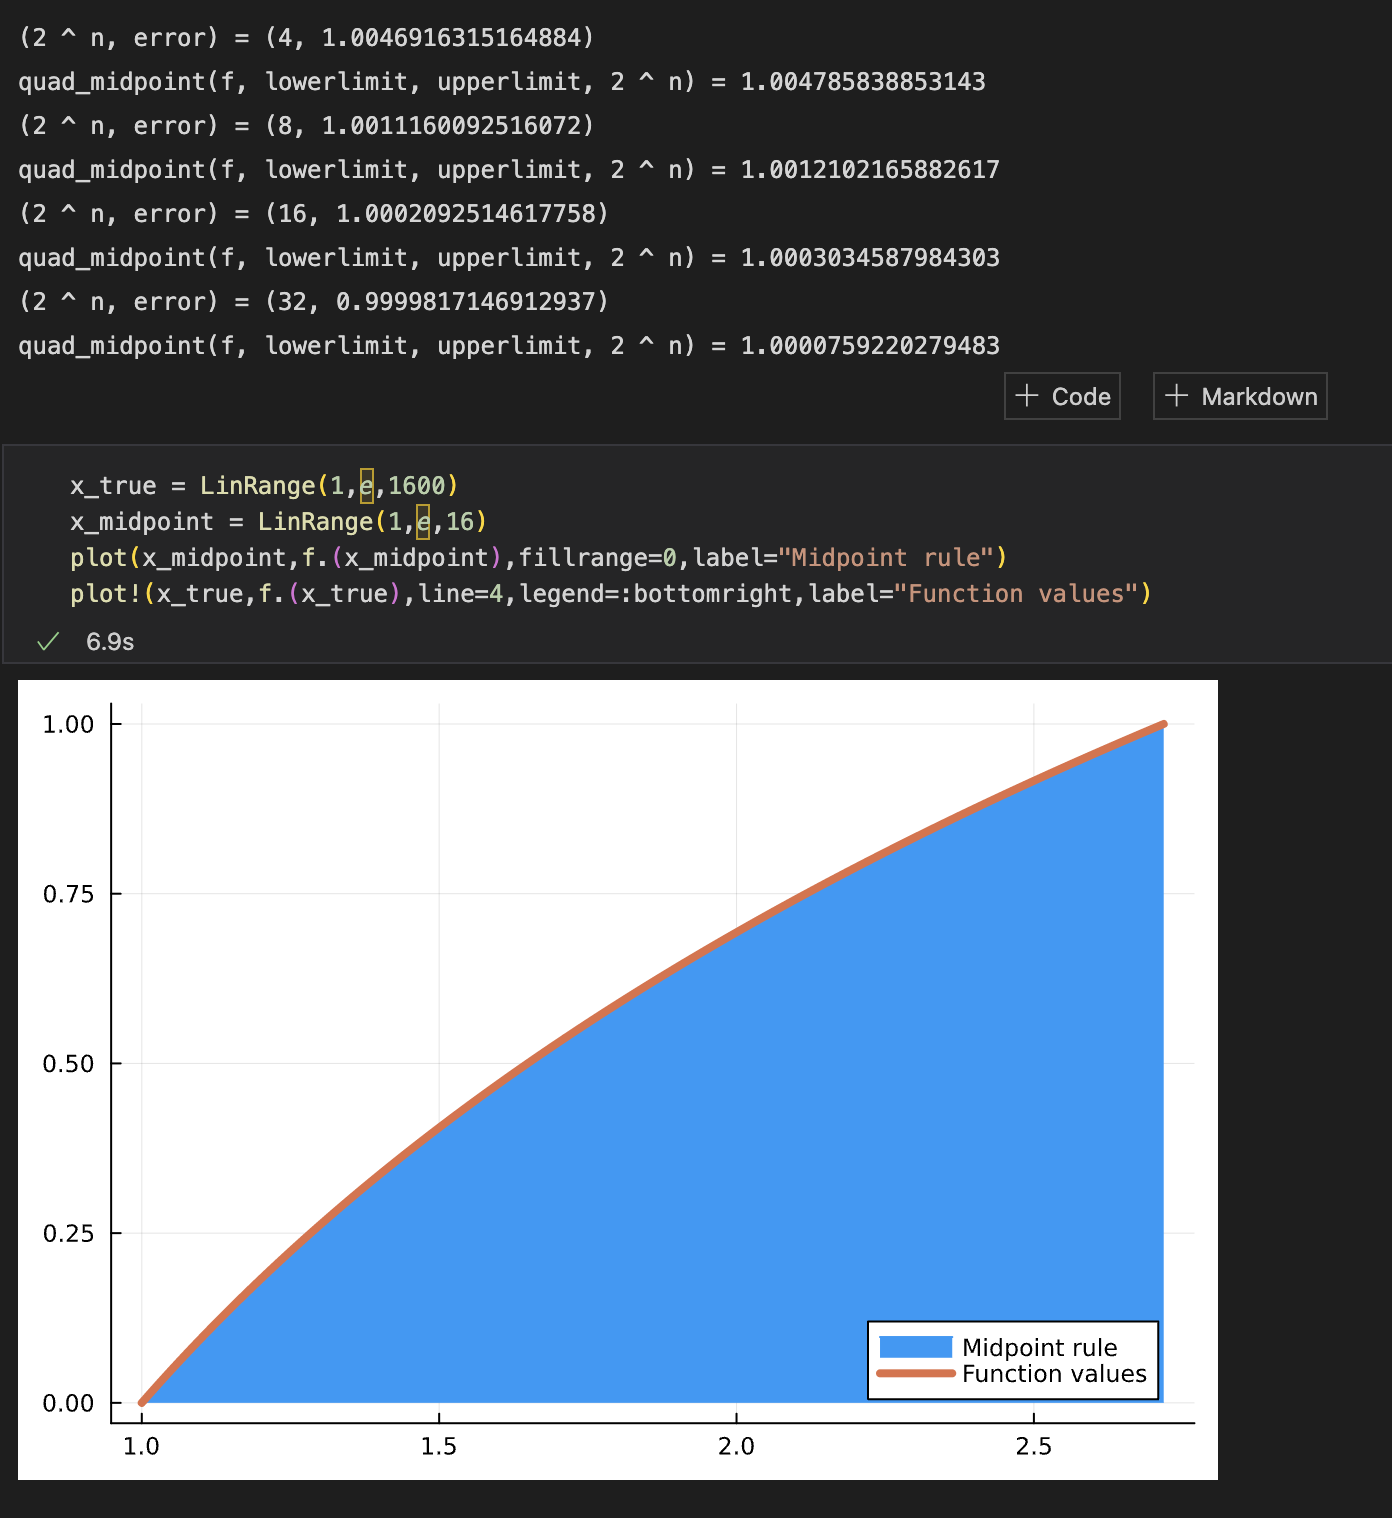 (2 ^ n, error) = (4, 1.0046916315164884)
quad_midpoint(f, lowerlimit, upperlimit, 2 ^ n) = 1.004785838853143
(2 ^ n, error) = (8, 1.0011160092516072)
quad_midpoint(f, lowerlimit, upperlimit, 2 ^ n) = 1.0012102165882617
(2 ^ n, error) = (16, 1.0002092514617758)
quad_midpoint(f, lowerlimit, upperlimit, 2 ^ n) = 1.0003034587984303
(2 ^ n, error) = (32, 0.9999817146912937)
quad_midpoint(f, lowerlimit, upperlimit, 2 ^ n) = 1.0000759220279483
+ Code + Markdown
x_true = LinRange(1,ℯ,1600)
x_midpoint = LinRange(1,ℯ,16)
plot(x_midpoint,f.(x_midpoint),fillrange=0,label="Midpoint rule")
plot!(x_true,f.(x_true),line=4,legend=:bottomright,label="Function values")
✓ 6.9s
1.00
0.75
0.50
0.25
0.00
1.0 1.5 2.0 2.5
Midpoint rule
Function values